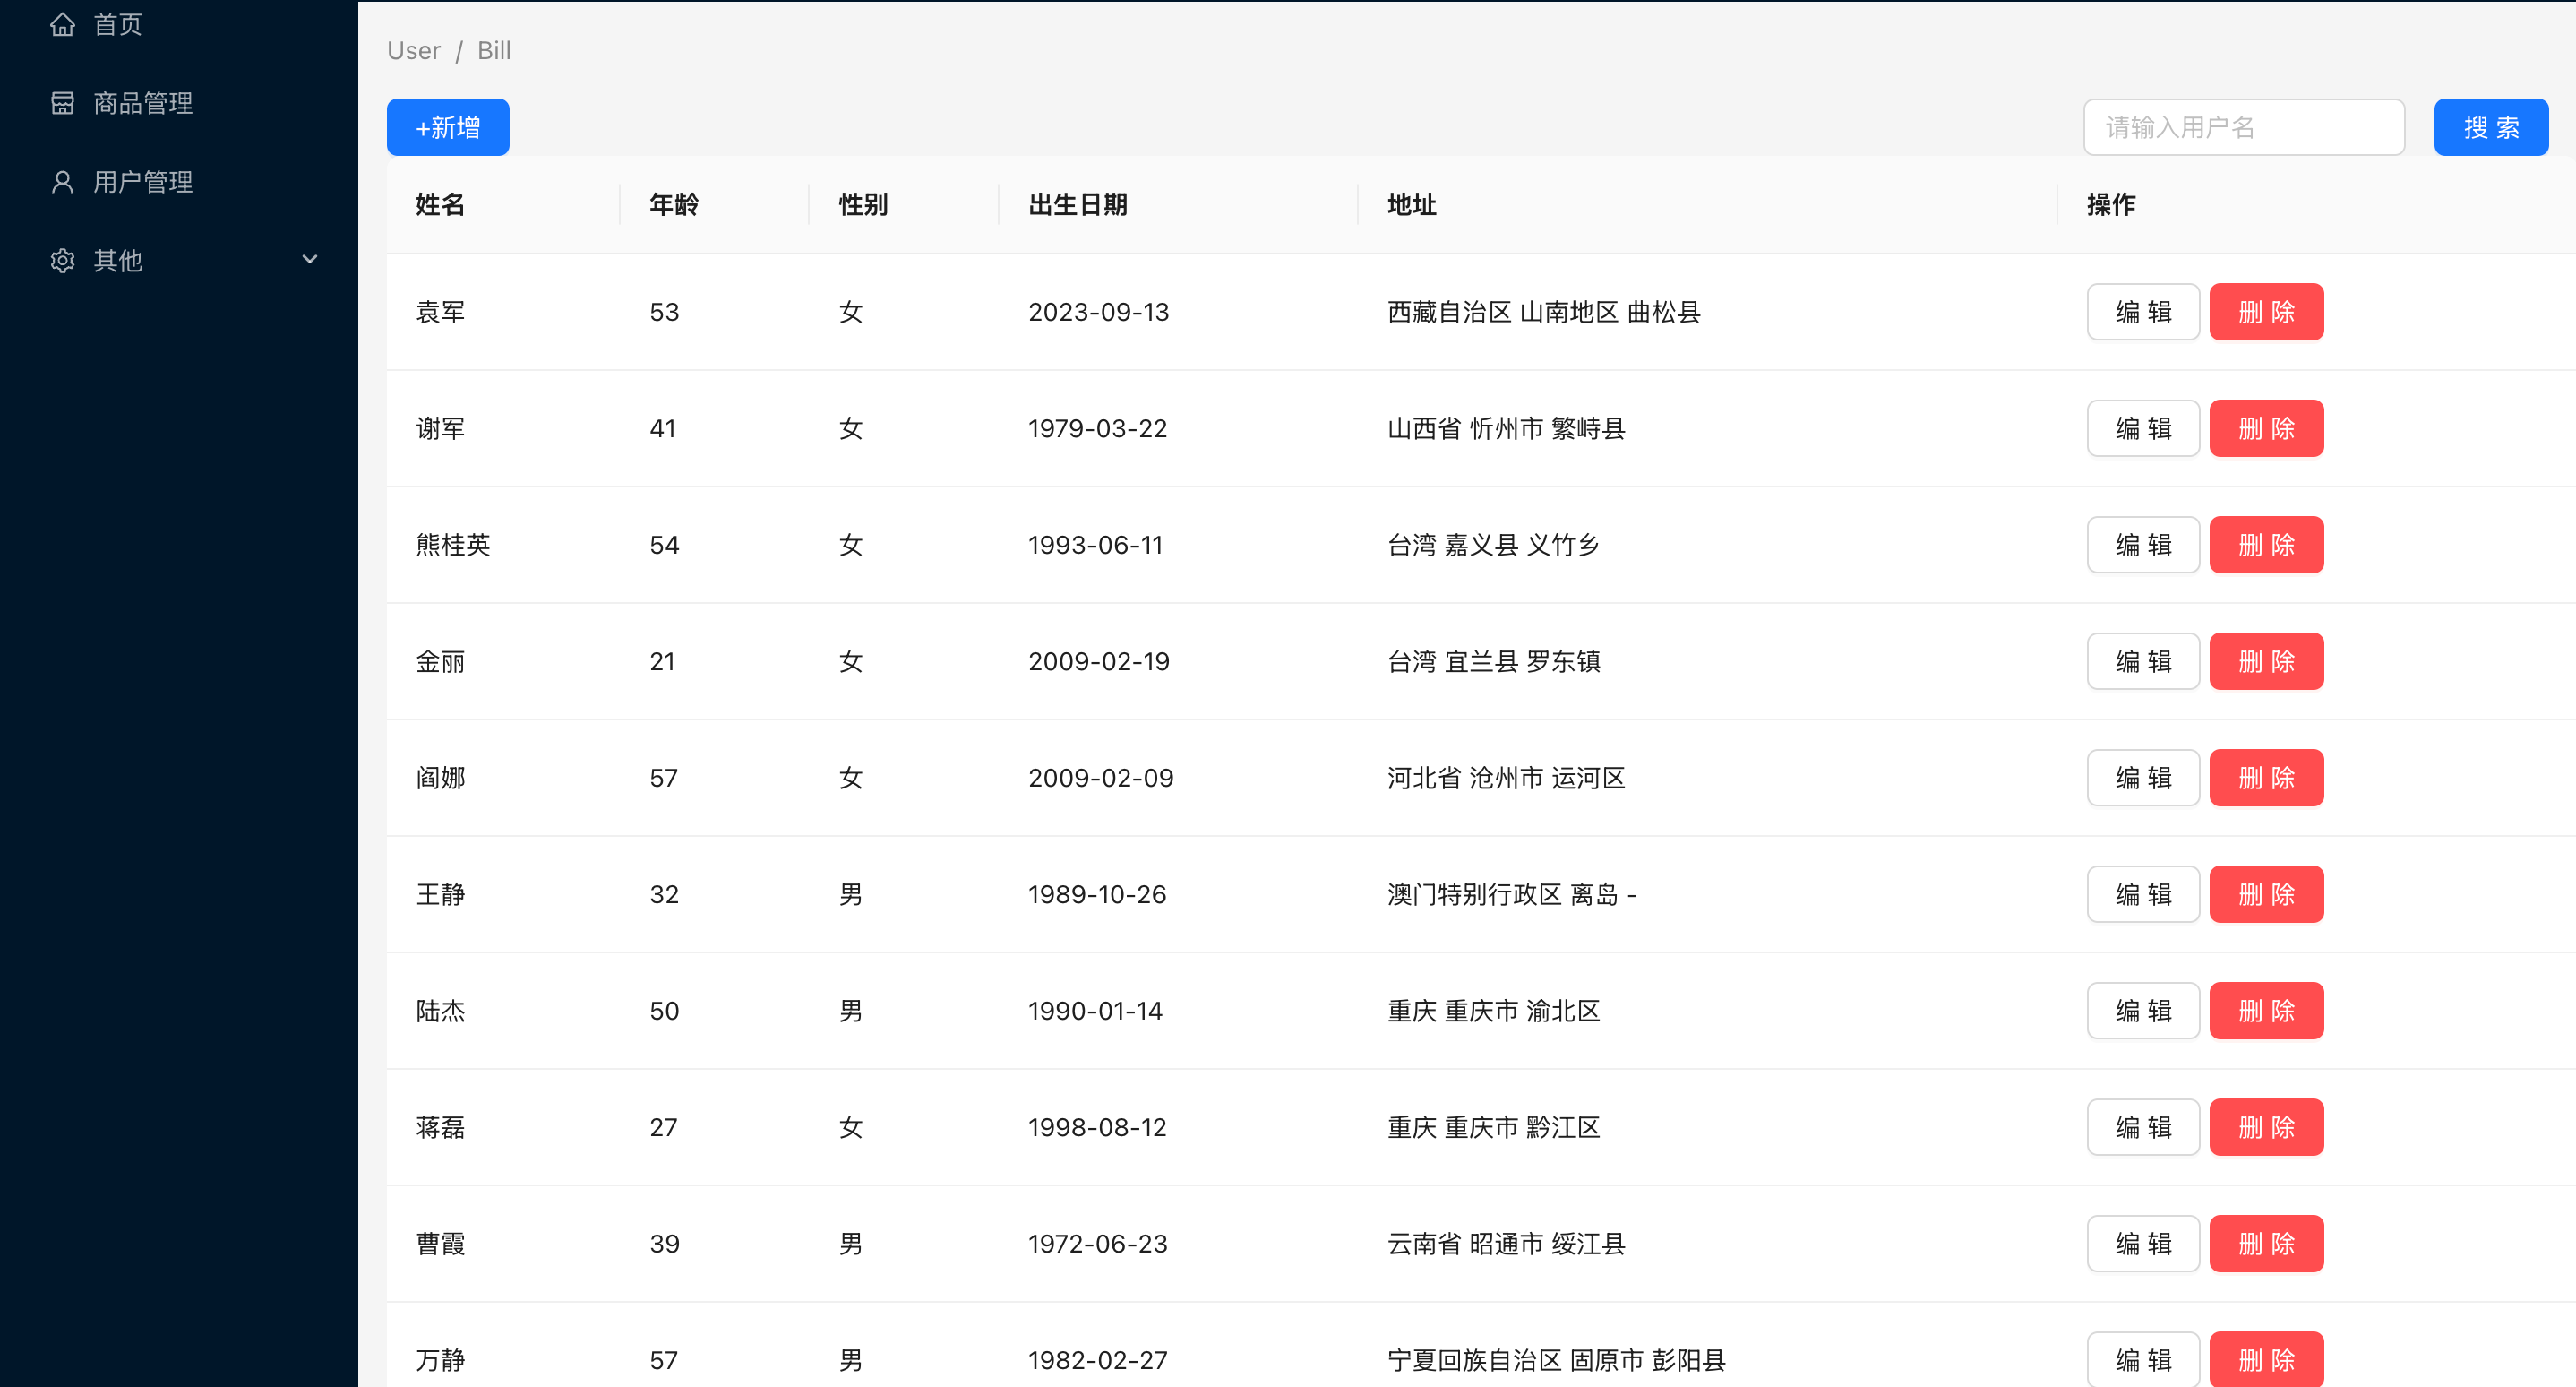 首页
商品管理
用户管理
其他
User / Bill
+新增
请输入用户名
搜 索
姓名 年龄 性别 出生日期 地址 操作
袁军 53 女 2023-09-13 西藏自治区 山南地区 曲松县 编 辑 删 除
谢军 41 女 1979-03-22 山西省 忻州市 繁峙县 编 辑 删 除
熊桂英 54 女 1993-06-11 台湾 嘉义县 义竹乡 编 辑 删 除
金丽 21 女 2009-02-19 台湾 宜兰县 罗东镇 编 辑 删 除
阎娜 57 女 2009-02-09 河北省 沧州市 运河区 编 辑 删 除
王静 32 男 1989-10-26 澳门特别行政区 离岛 - 编 辑 删 除
陆杰 50 男 1990-01-14 重庆 重庆市 渝北区 编 辑 删 除
蒋磊 27 女 1998-08-12 重庆 重庆市 黔江区 编 辑 删 除
曹霞 39 男 1972-06-23 云南省 昭通市 绥江县 编 辑 删 除
万静 57 男 1982-02-27 宁夏回族自治区 固原市 彭阳县 编 辑 删 除